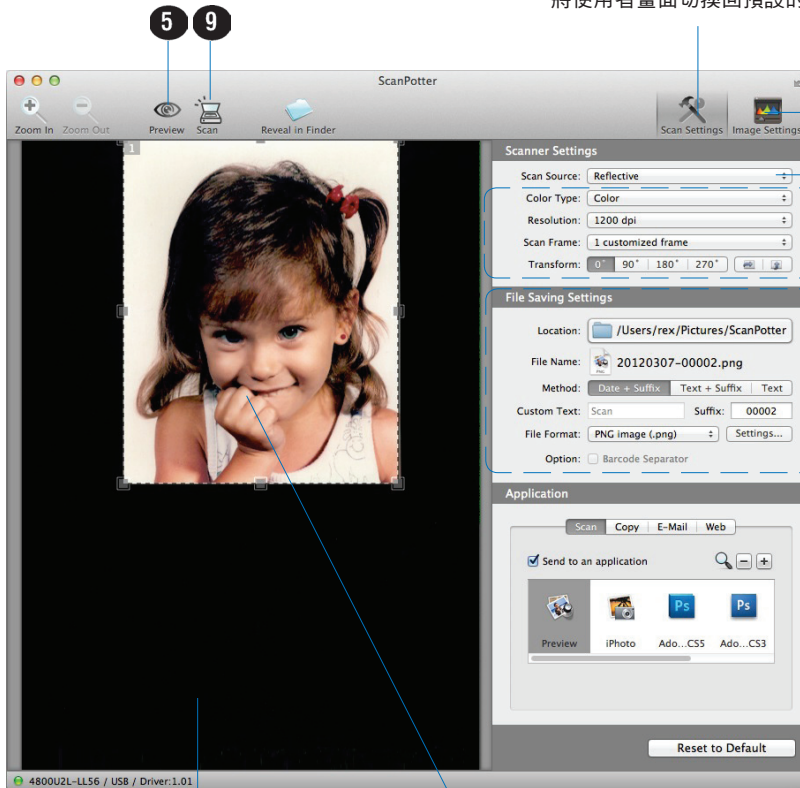 將使用者畫面切換回預設的
5 9
ScanPotter
Zoom In Zoom Out Preview Scan Reveal in Finder Scan Settings Image Settings
1
Scanner Settings
Scan Source: Reflective
Color Type: Color
Resolution: 1200 dpi
Scan Frame: 1 customized frame
Transform: 0° 90° 180° 270°
File Saving Settings
Location: /Users/rex/Pictures/ScanPotter
File Name: 20120307-00002.png
Method: Date + Suffix Text + Suffix Text
Custom Text: Scan Suffix: 00002
File Format: PNG image (.png) Settings...
Option: Barcode Separator
Application
Scan Copy E-Mail Web
Send to an application
Ps Ps
Preview iPhoto Ado...CS5 Ado...CS3
Reset to Default
4800U2L-LL56 / USB / Driver:1.01